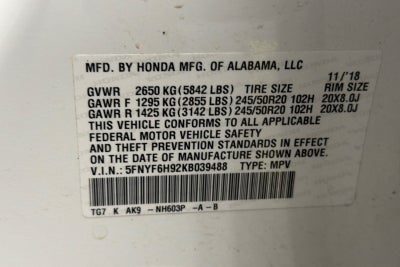 MFD. BY HONDA MFG. OF ALABAMA, LLC
11/'18
GVWR 2650 KG(5842 LBS) TIRE SIZE RIM SIZE
GAWR F 1295 KG(2855 LBS)245/50R20 102H 20X8.0J
GAWR R 1425 KG(3142 LBS)245/50R20 102H 20X8.0J
THIS VEHICLE CONFORMS TO ALL APPLICABLE
FEDERAL MOTOR VEHICLE SAFETY
AND THEFT PREVENTION STANDARDS IN EFFECT
ON THE DATE OF MANUFACTURE SHOWN ABOVE.
V.I.N.: 5FNYF6H92KB039488 TYPE: MPV
TG7 K AK9 -NH603P -A-B